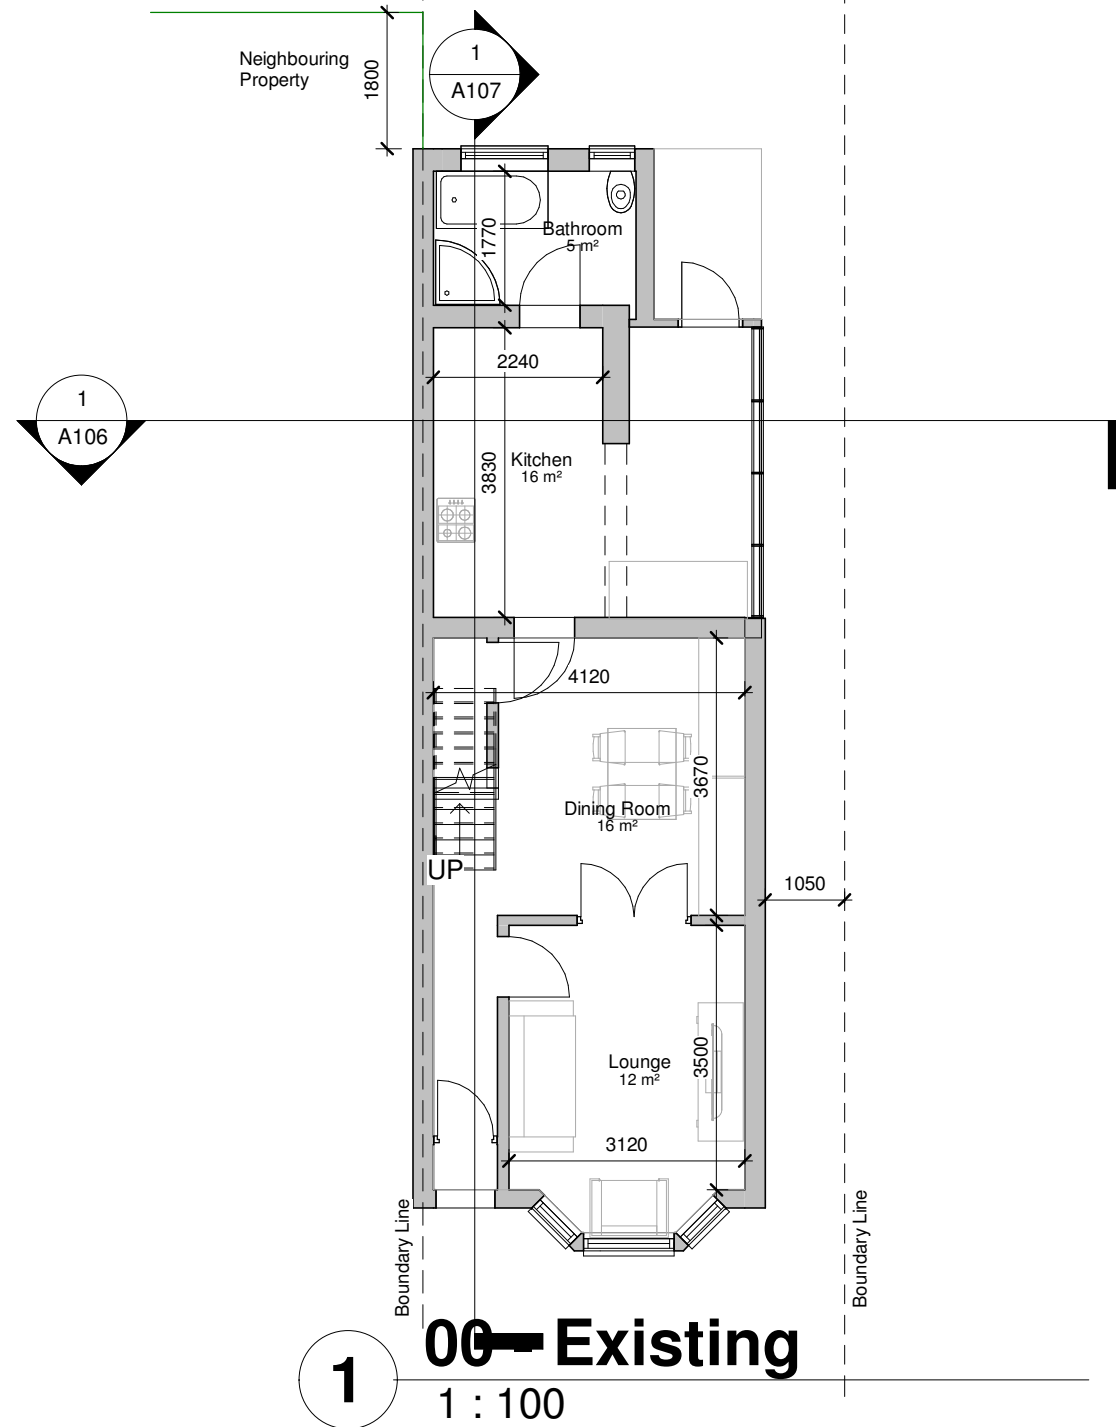 Neighbouring
Property
1800
1
A107
1770
Bathroom
5 m²
2240
1
A106
3830
Kitchen
16 m²
4120
3670
Dining Room
16 m²
UP
1050
Lounge
12 m²
3500
3120
Boundary Line
Boundary Line
00 - Existing
1
1 : 100